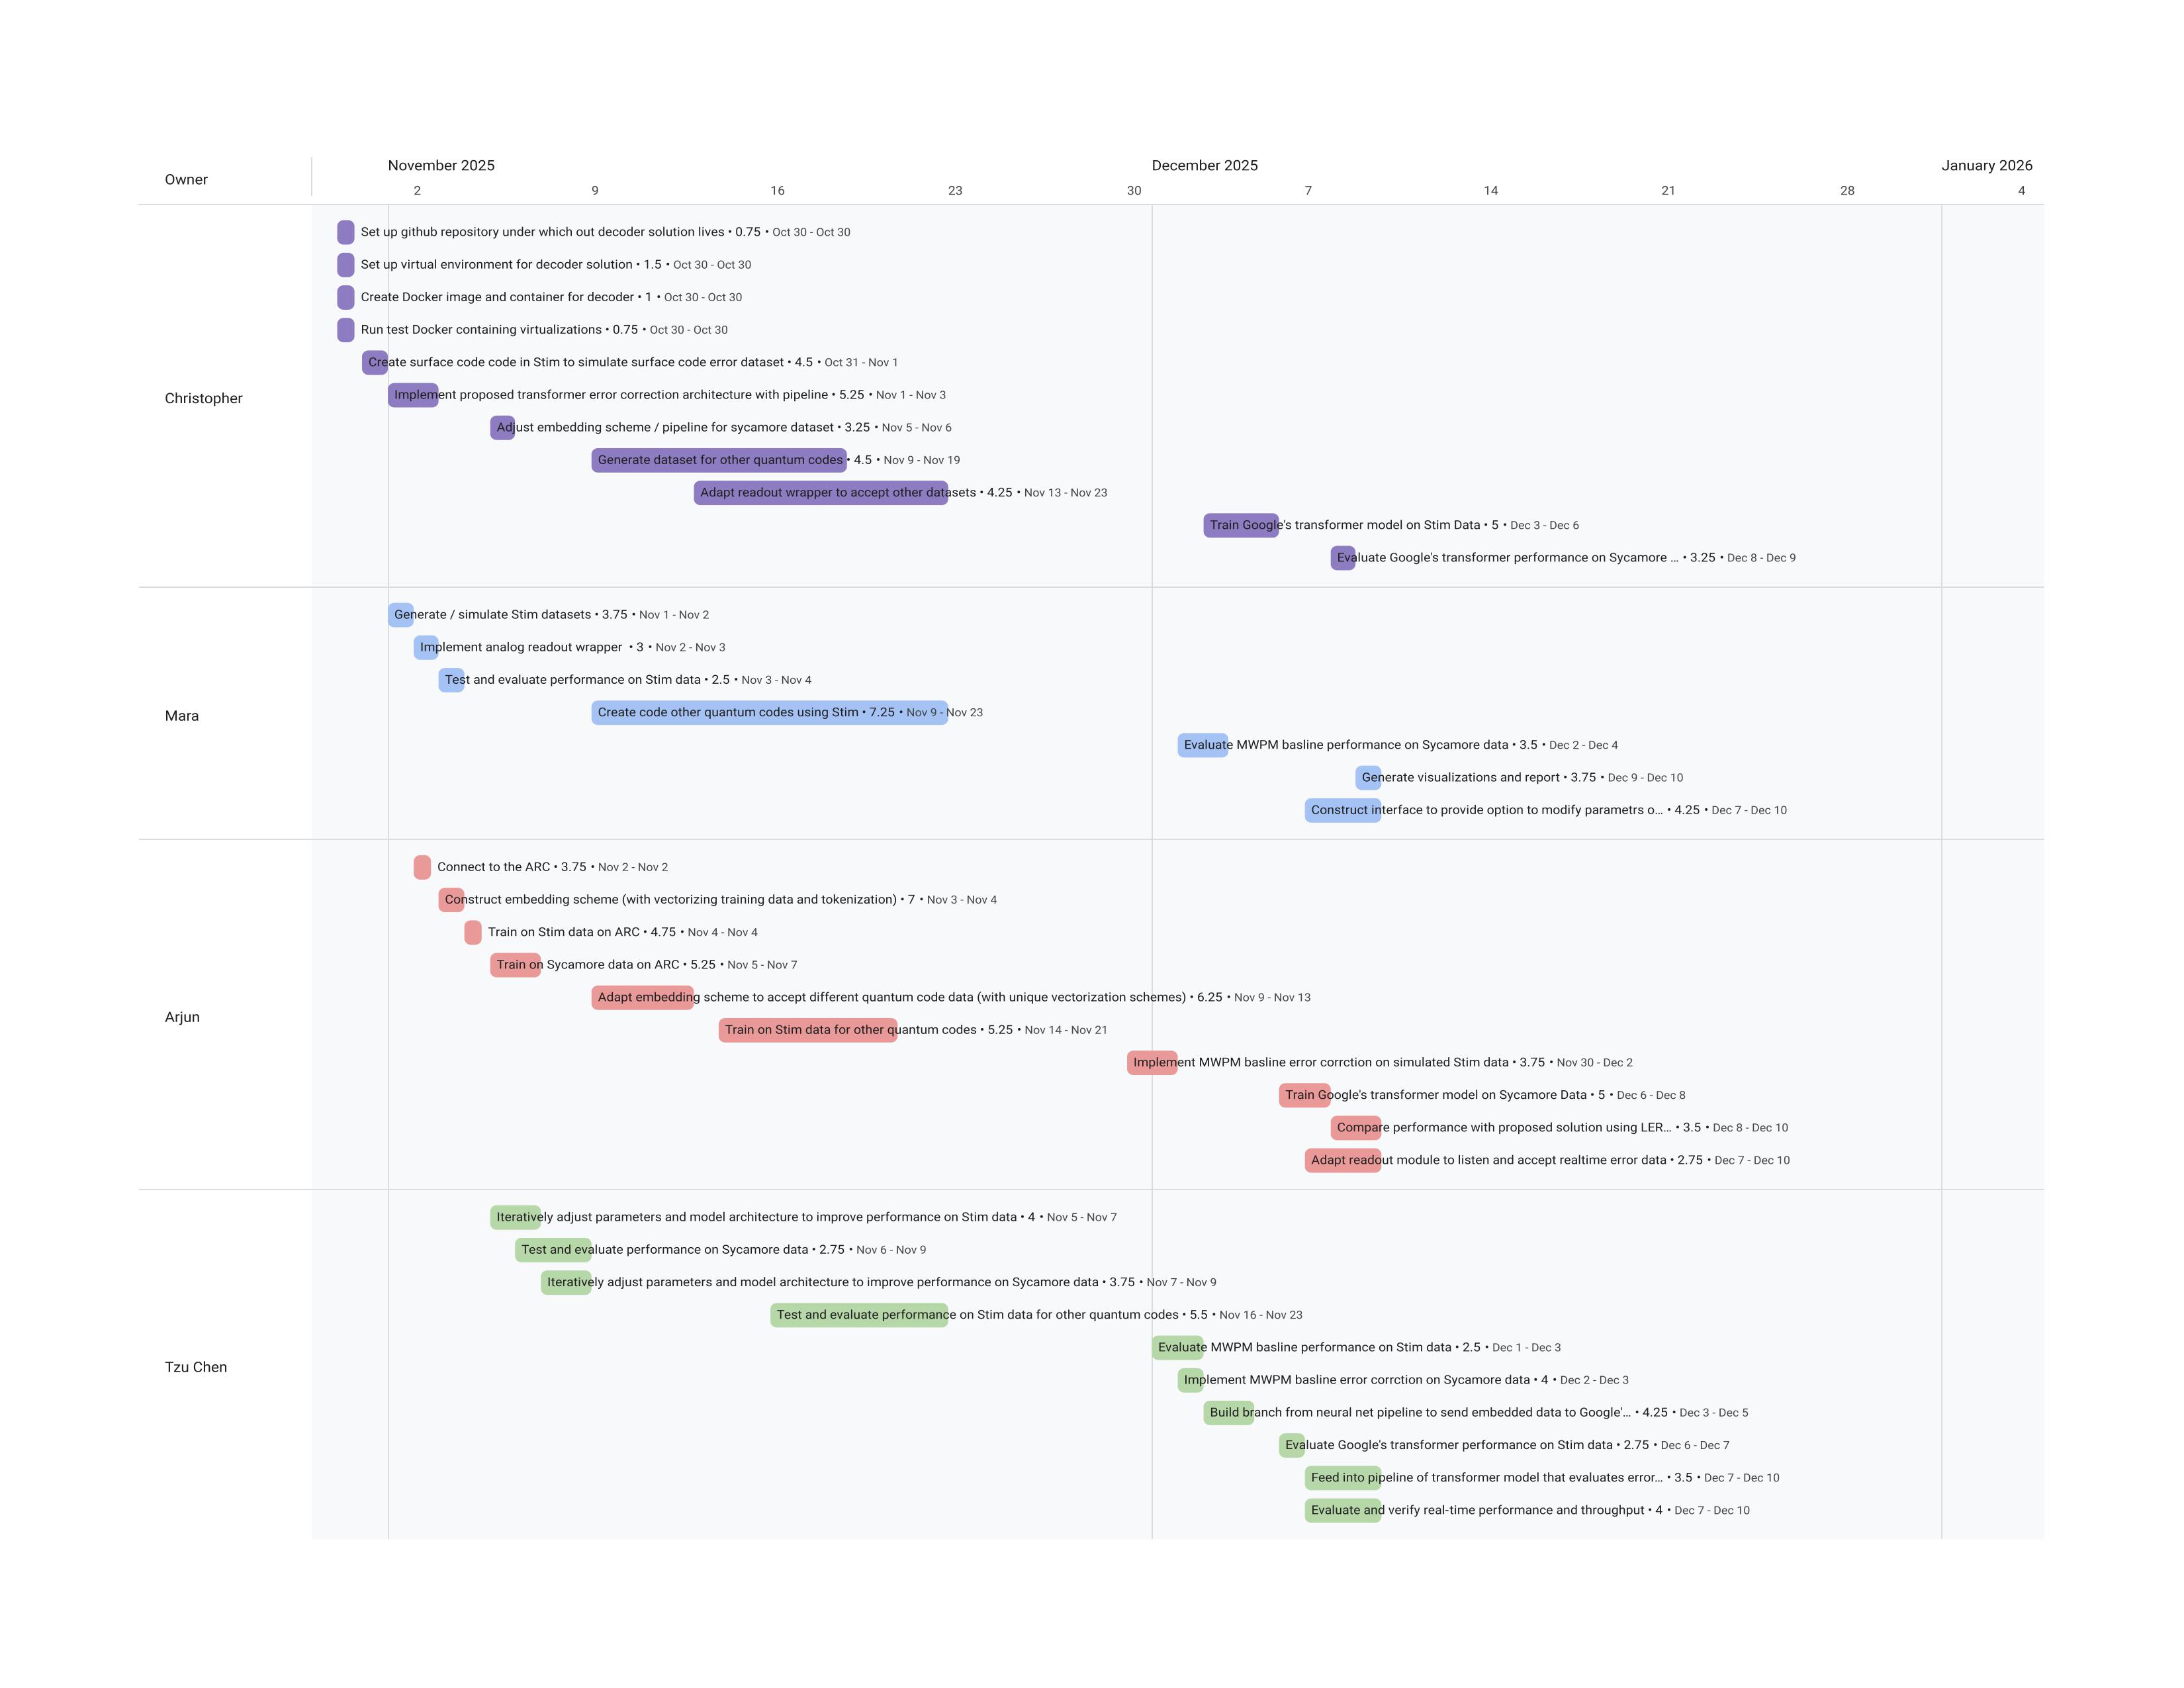 Owner
November 2025
December 2025
January 2026
2 9 16 23 30 7 14 21 28 4
Christopher
Set up github repository under which out decoder solution lives • 0.75 • Oct 30 - Oct 30
Set up virtual environment for decoder solution • 1.5 • Oct 30 - Oct 30
Create Docker image and container for decoder • 1 • Oct 30 - Oct 30
Run test Docker containing virtualizations • 0.75 • Oct 30 - Oct 30
Create surface code code in Stim to simulate surface code error dataset • 4.5 • Oct 31 - Nov 1
Implement proposed transformer error correction architecture with pipeline • 5.25 • Nov 1 - Nov 3
Adjust embedding scheme / pipeline for sycamore dataset • 3.25 • Nov 5 - Nov 6
Generate dataset for other quantum codes • 4.5 • Nov 9 - Nov 19
Adapt readout wrapper to accept other datasets • 4.25 • Nov 13 - Nov 23
Train Google's transformer model on Stim Data • 5 • Dec 3 - Dec 6
Evaluate Google's transformer performance on Sycamore ... • 3.25 • Dec 8 - Dec 9
Mara
Generate / simulate Stim datasets • 3.75 • Nov 1 - Nov 2
Implement analog readout wrapper • 3 • Nov 2 - Nov 3
Test and evaluate performance on Stim data • 2.5 • Nov 3 - Nov 4
Create code other quantum codes using Stim • 7.25 • Nov 9 - Nov 23
Evaluate MWPM basline performance on Sycamore data • 3.5 • Dec 2 - Dec 4
Generate visualizations and report • 3.75 • Dec 9 - Dec 10
Construct interface to provide option to modify parametrs o... • 4.25 • Dec 7 - Dec 10
Arjun
Connect to the ARC • 3.75 • Nov 2 - Nov 2
Construct embedding scheme (with vectorizing training data and tokenization) • 7 • Nov 3 - Nov 4
Train on Stim data on ARC • 4.75 • Nov 4 - Nov 4
Train on Sycamore data on ARC • 5.25 • Nov 5 - Nov 7
Adapt embedding scheme to accept different quantum code data (with unique vectorization schemes) • 6.25 • Nov 9 - Nov 13
Train on Stim data for other quantum codes • 5.25 • Nov 14 - Nov 21
Implement MWPM basline error corrction on simulated Stim data • 3.75 • Nov 30 - Dec 2
Train Google's transformer model on Sycamore Data • 5 • Dec 6 - Dec 8
Compare performance with proposed solution using LER... • 3.5 • Dec 8 - Dec 10
Adapt readout module to listen and accept realtime error data • 2.75 • Dec 7 - Dec 10
Tzu Chen
Iteratively adjust parameters and model architecture to improve performance on Stim data • 4 • Nov 5 - Nov 7
Test and evaluate performance on Sycamore data • 2.75 • Nov 6 - Nov 9
Iteratively adjust parameters and model architecture to improve performance on Sycamore data • 3.75 • Nov 7 - Nov 9
Test and evaluate performance on Stim data for other quantum codes • 5.5 • Nov 16 - Nov 23
Evaluate MWPM basline performance on Stim data • 2.5 • Dec 1 - Dec 3
Implement MWPM basline error corrction on Sycamore data • 4 • Dec 2 - Dec 3
Build branch from neural net pipeline to send embedded data to Google'... • 4.25 • Dec 3 - Dec 5
Evaluate Google's transformer performance on Stim data • 2.75 • Dec 6 - Dec 7
Feed into pipeline of transformer model that evaluates error... • 3.5 • Dec 7 - Dec 10
Evaluate and verify real-time performance and throughput • 4 • Dec 7 - Dec 10